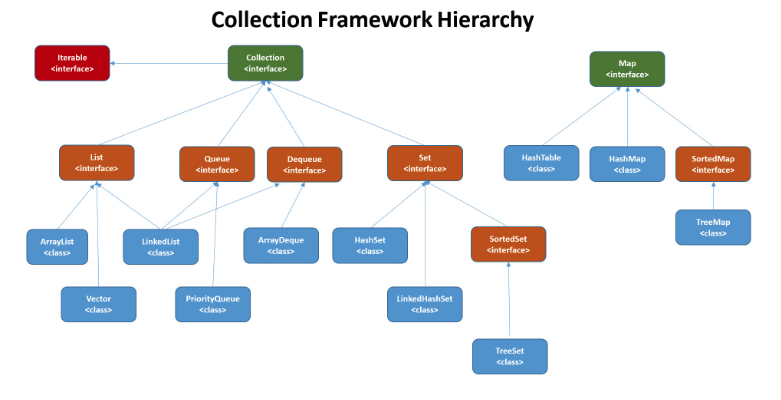 Collection Framework Hierarchy
Iterable
<interface>
Collection
<interface>
Map
<interface>
List
<interface>
Queue
<interface>
Dequeue
<interface>
Set
<interface>
HashTable
<class>
HashMap
<class>
SortedMap
<interface>
ArrayList
<class>
LinkedList
<class>
ArrayDeque
<class>
HashSet
<class>
SortedSet
<interface>
TreeMap
<class>
Vector
<class>
PriorityQueue
<class>
LinkedHashSet
<class>
TreeSet
<class>